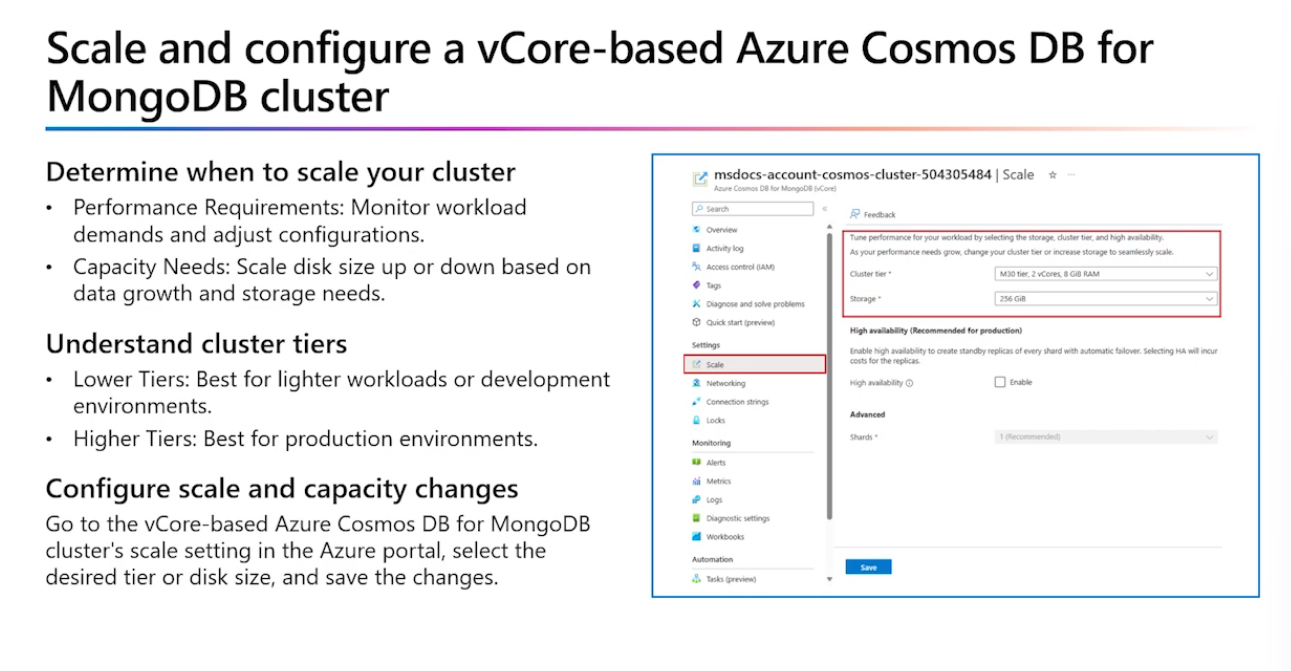 Scale and configure a vCore-based Azure Cosmos DB for
MongoDB cluster
Determine when to scale your cluster
• Performance Requirements: Monitor workload
demands and adjust configurations.
• Capacity Needs: Scale disk size up or down based on
data growth and storage needs.
Understand cluster tiers
• Lower Tiers: Best for lighter workloads or development
environments.
• Higher Tiers: Best for production environments.
Configure scale and capacity changes
Go to the vCore-based Azure Cosmos DB for MongoDB
cluster's scale setting in the Azure portal, select the
desired tier or disk size, and save the changes.
msdocs-account-cosmos-cluster-504305484 | Scale
Azure Cosmos DB for MongoDB (vCore)
Search
Overview
Activity log
Access control (IAM)
Tags
Diagnose and solve problems
Quick start (preview)
Settings
Scale
Networking
Connection strings
Locks
Monitoring
Alerts
Metrics
Logs
Diagnostic settings
Workbooks
Automation
Tasks (preview)
Feedback
Tune performance for your workload by selecting the storage, cluster tier, and high availability.
As your performance needs grow, change your cluster tier or increase storage to seamlessly scale.
Cluster tier * M30 tier, 2 vCores, 8 GiB RAM
Storage * 256 GiB
High availability (Recommended for production)
Enable high availability to create standby replicas of every shard with automatic failover. Selecting HA will incur
costs for the replicas.
High availability Enable
Advanced
Shards * 1 (Recommended)
Save